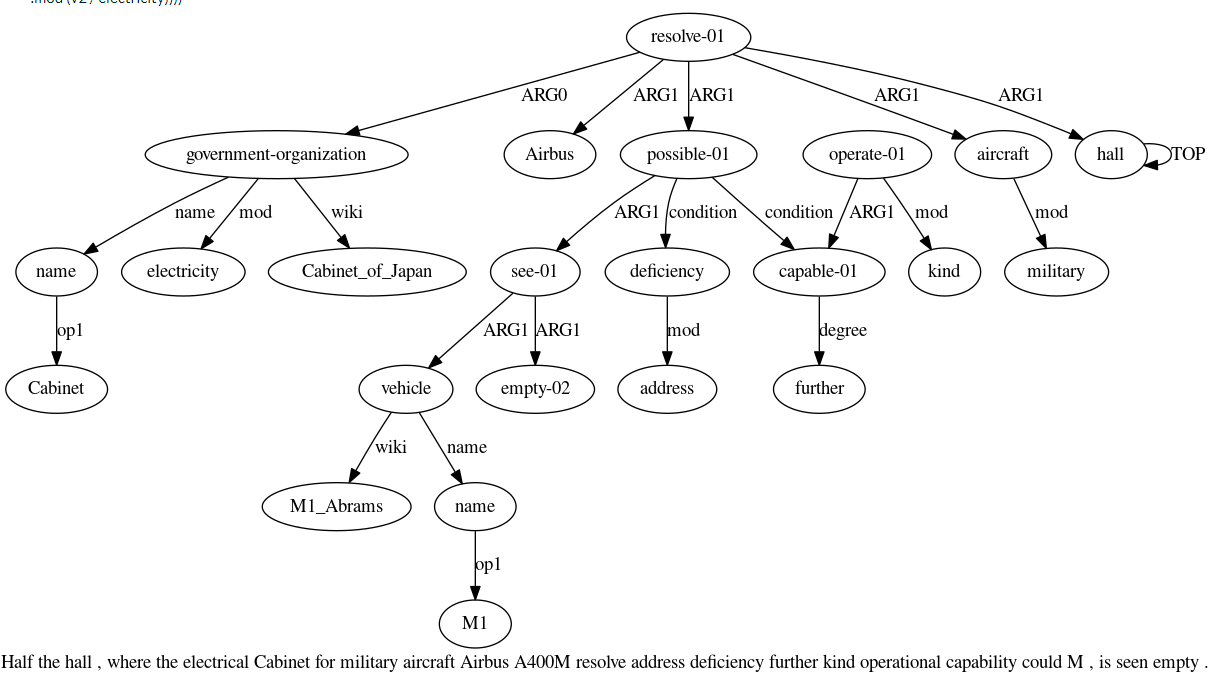 :mod (v2 / electricity))))
resolve-01
ARG0 ARG1 ARG1 ARG1 ARG1
government-organization Airbus possible-01 operate-01 aircraft hall TOP
name mod wiki ARG1 condition condition ARG1 mod mod
name electricity Cabinet_of_Japan see-01 deficiency capable-01 kind military
op1 ARG1 ARG1 mod degree
Cabinet vehicle empty-02 address further
wiki name
M1_Abrams name
op1
M1
Half the hall , where the electrical Cabinet for military aircraft Airbus A400M resolve address deficiency further kind operational capability could M , is seen empty .